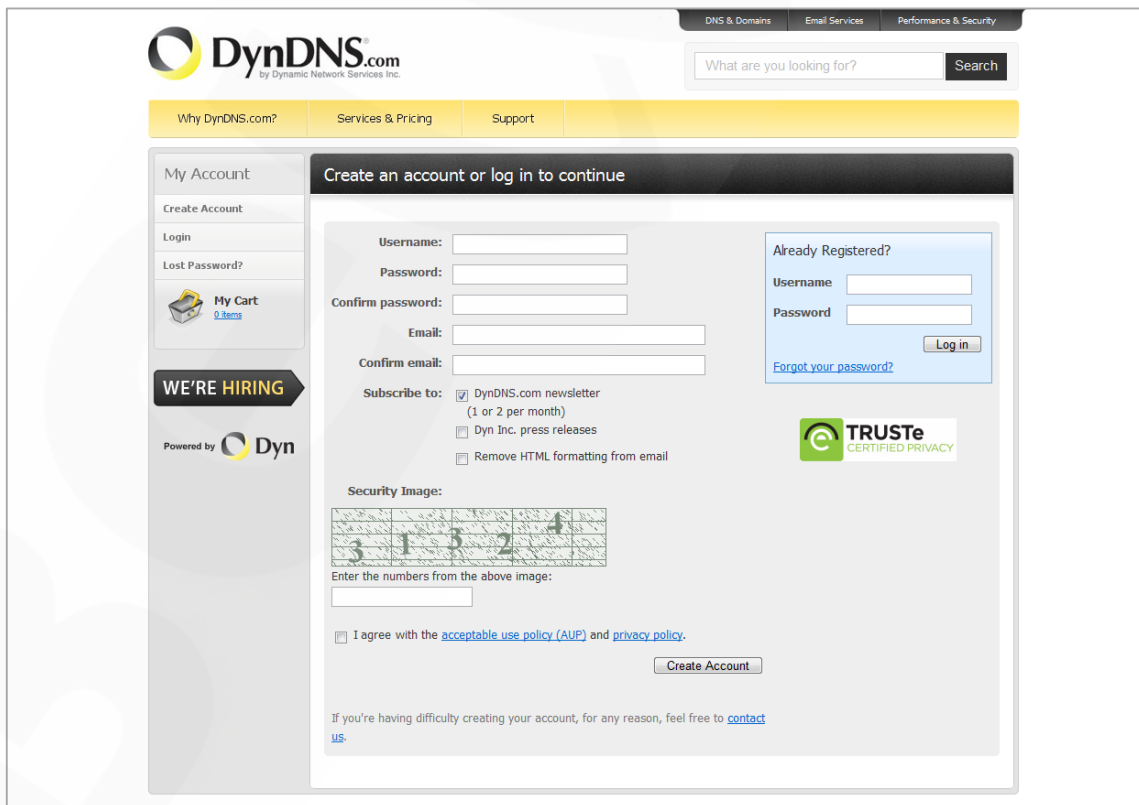 DNS & Domains
Email Services
Performance & Security
DynDNS.com
by Dynamic Network Services Inc.
What are you looking for?
Search
Why DynDNS.com?
Services & Pricing
Support
My Account
Create Account
Login
Lost Password?
My Cart
0 items
WE'RE HIRING
Powered by Dyn
Create an account or log in to continue
Username:
Password:
Confirm password:
Email:
Confirm email:
Subscribe to:
DynDNS.com newsletter
(1 or 2 per month)
Dyn Inc. press releases
Remove HTML formatting from email
Security Image:
3 1 3 2 4
Enter the numbers from the above image:
I agree with the acceptable use policy (AUP) and privacy policy.
Create Account
If you're having difficulty creating your account, for any reason, feel free to contact
us.
Already Registered?
Username
Password
Log in
Forgot your password?
TRUSTe
CERTIFIED PRIVACY